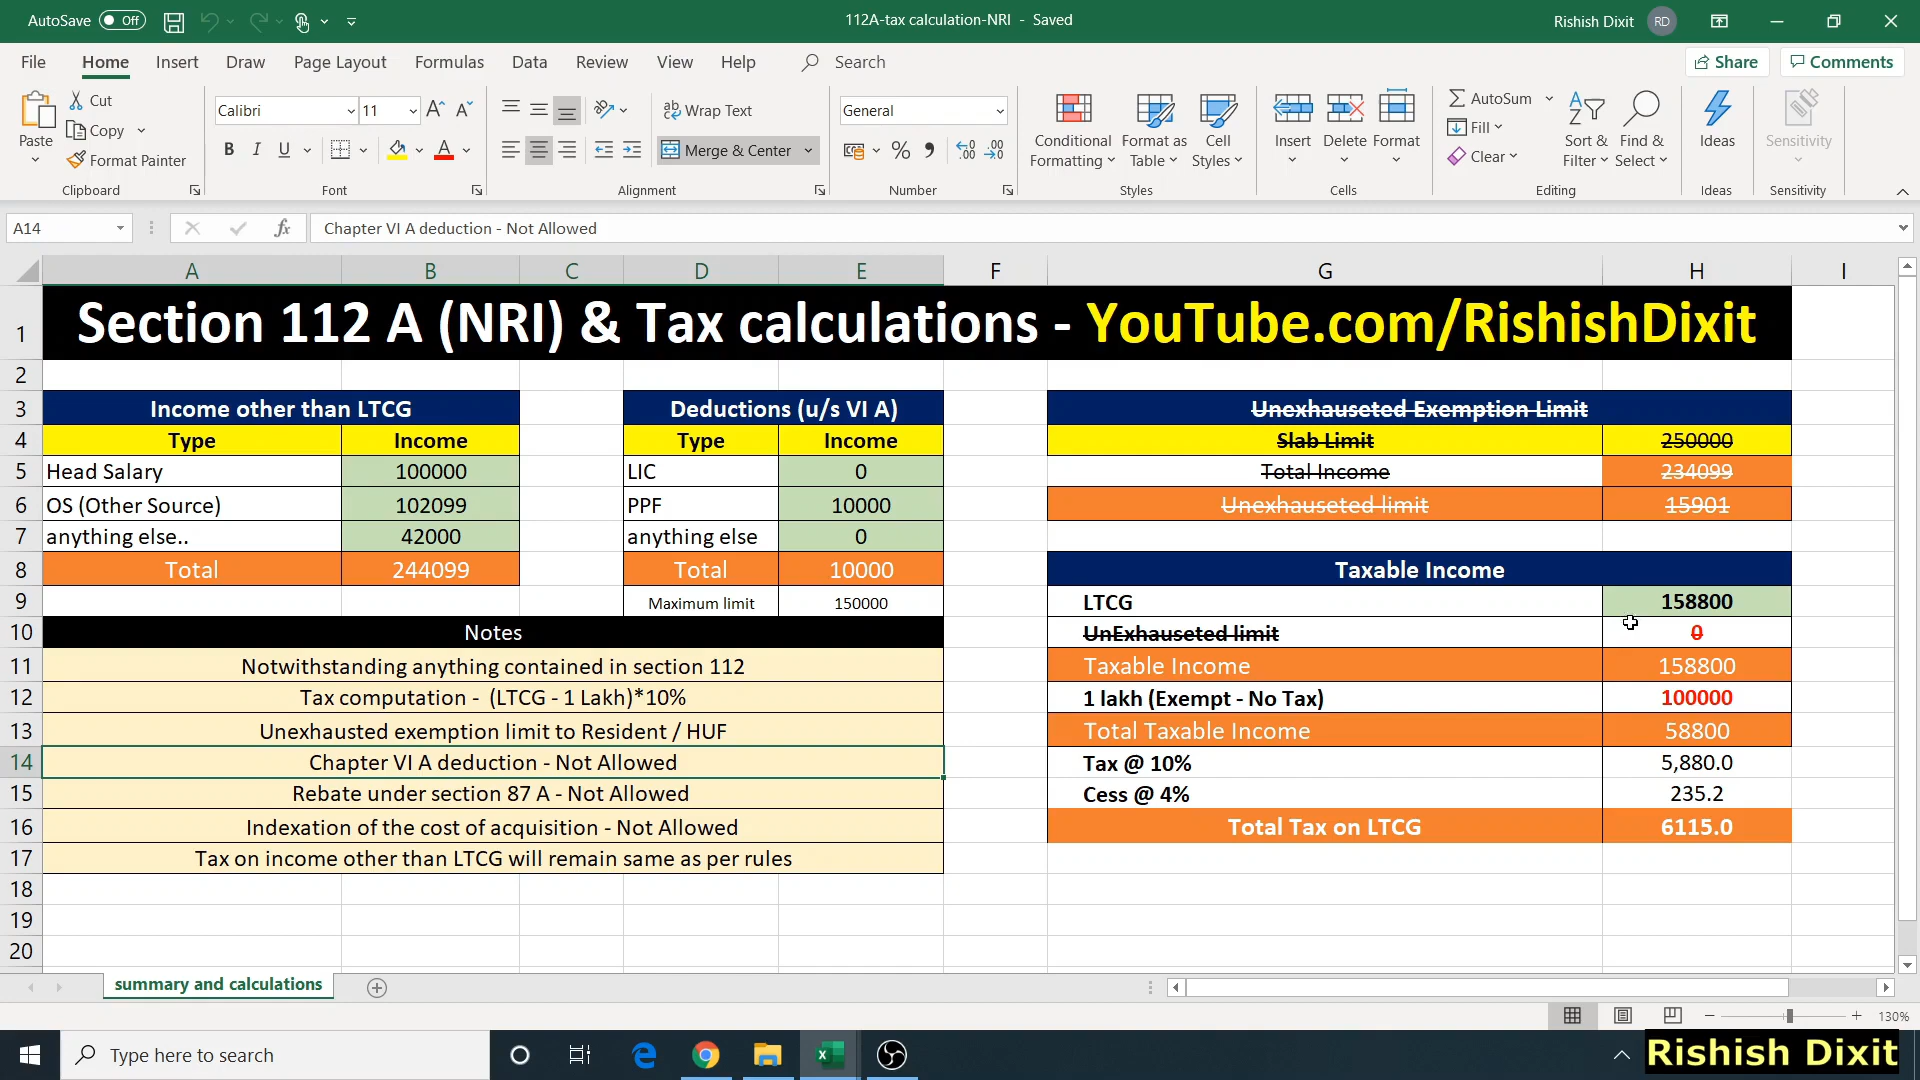 AutoSave Off 112A-tax calculation-NRI - Saved Rishish Dixit RD
File Home Insert Draw Page Layout Formulas Data Review View Help Search Share Comments
Paste Cut Copy Format Painter Clipboard
Calibri 11 B I U A Font
Wrap Text Merge & Center Alignment
General % Number
Conditional Formatting Format as Table Cell Styles Styles
Insert Delete Format Cells
AutoSum Fill Clear Sort & Filter Find & Select Editing
Ideas Ideas
Sensitivity Sensitivity
A14 fx Chapter VI A deduction - Not Allowed
A B C D E F G H I
1 Section 112 A (NRI) & Tax calculations - YouTube.com/RishishDixit
2
3 Income other than LTCG Deductions (u/s VI A) Unexhauseted Exemption Limit
4 Type Income Type Income Slab Limit 250000
5 Head Salary 100000 LIC 0 Total Income 234099
6 OS (Other Source) 102099 PPF 10000 Unexhauseted limit 15901
7 anything else.. 42000 anything else 0
8 Total 244099 Total 10000 Taxable Income
9 Maximum limit 150000 LTCG 158800
10 Notes UnExhauseted limit 0
11 Notwithstanding anything contained in section 112 Taxable Income 158800
12 Tax computation - (LTCG - 1 Lakh)*10% 1 lakh (Exempt - No Tax) 100000
13 Unexhausted exemption limit to Resident / HUF Total Taxable Income 58800
14 Chapter VI A deduction - Not Allowed Tax @ 10% 5,880.0
15 Rebate under section 87 A - Not Allowed Cess @ 4% 235.2
16 Indexation of the cost of acquisition - Not Allowed Total Tax on LTCG 6115.0
17 Tax on income other than LTCG will remain same as per rules
18
19
20
summary and calculations
130%
Type here to search Rishish Dixit